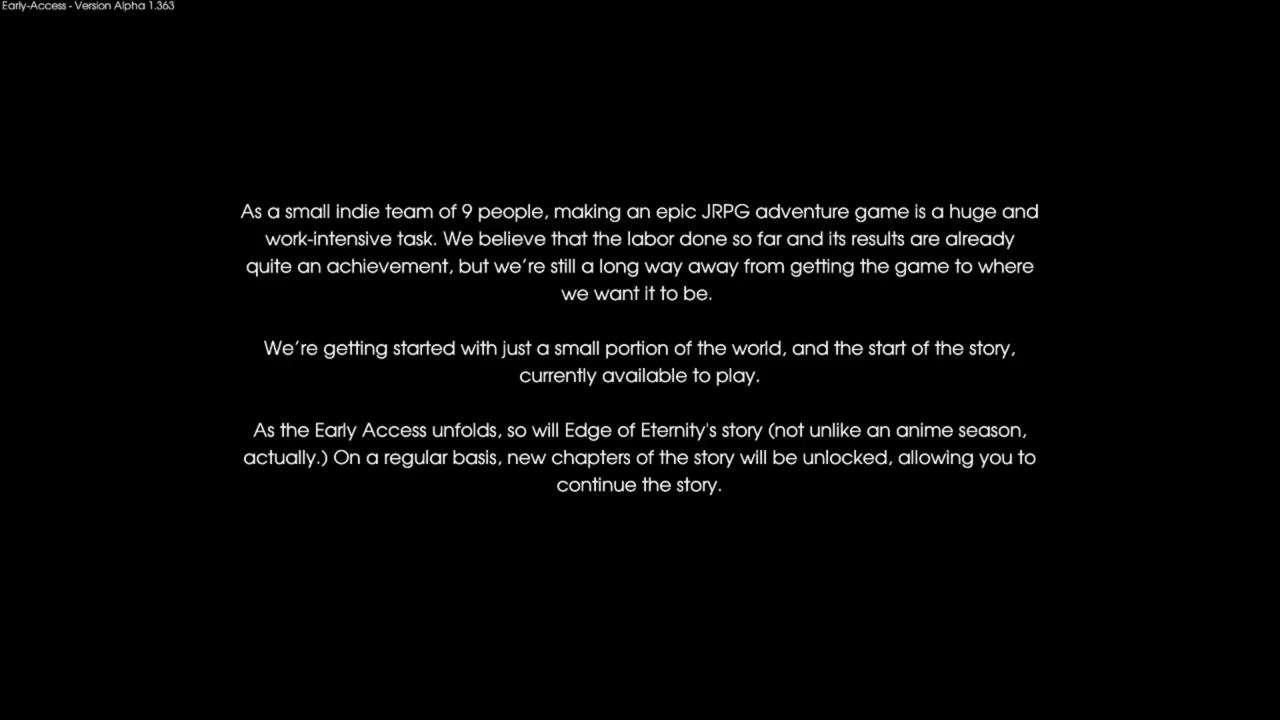 Early-Access - Version Alpha 1.363
As a small indie team of 9 people, making an epic JRPG adventure game is a huge and
work-intensive task. We believe that the labor done so far and its results are already
quite an achievement, but we’re still a long way away from getting the game to where
we want it to be.
We’re getting started with just a small portion of the world, and the start of the story,
currently available to play.
As the Early Access unfolds, so will Edge of Eternity's story (not unlike an anime season,
actually.) On a regular basis, new chapters of the story will be unlocked, allowing you to
continue the story.